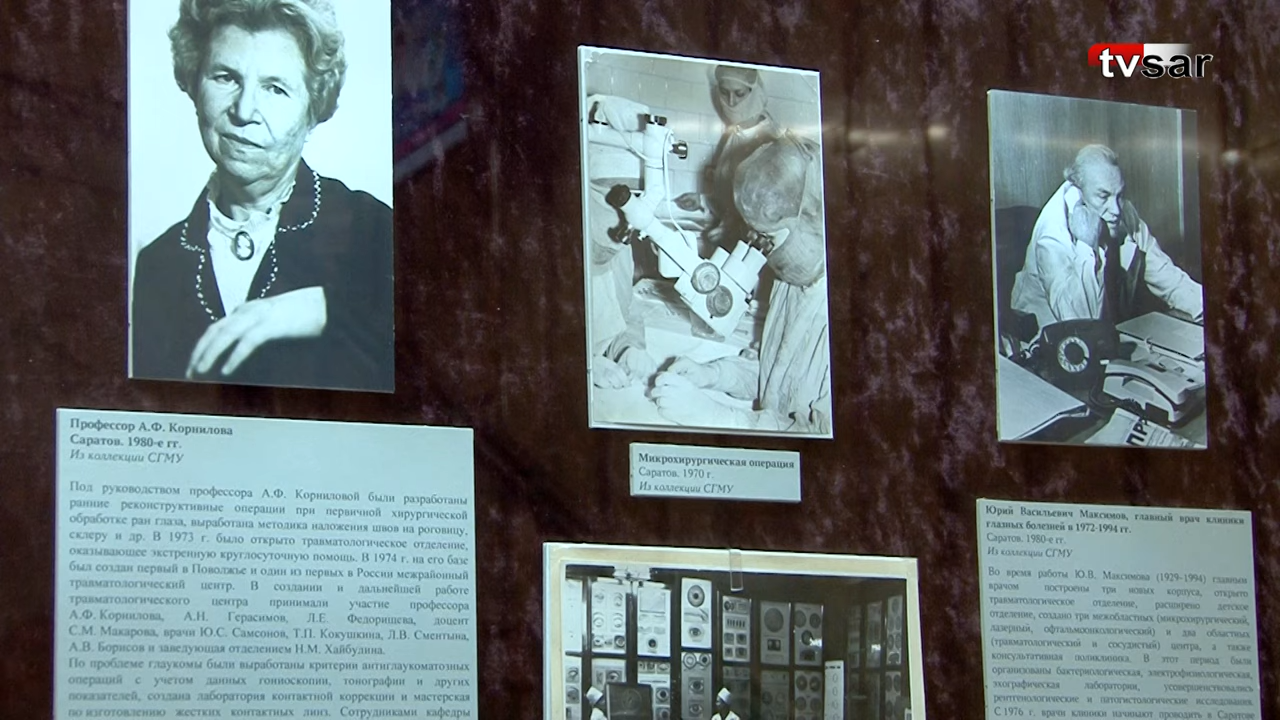 tvsar
Профессор А.Ф. Корнилова
Саратов. 1980-е гг.
Из коллекции СГМУ
Под руководством профессора А.Ф. Корниловой были разработаны
ранние реконструктивные операции при первичной хирургической
обработке ран глаза, выработана методика наложения швов на роговицу,
склеру и др. В 1973 г. было открыто травматологическое отделение,
оказывающее экстренную круглосуточную помощь. В 1974 г. на его базе
был создан первый в Поволжье и один из первых в России межрайонный
травматологический центр. В создании и дальнейшей работе
травматологического центра принимали участие профессора
А.Ф. Корнилова, А.Н. Герасимов, Л.Е. Федорищева, доцент
С.М. Макарова, врачи Ю.С. Самсонов, Т.П. Кокушкина, Л.В. Сментына,
А.В. Борисов и заведующая отделением Н.М. Хайбулина.
По проблеме глаукомы были выработаны критерии антиглаукоматозных
операций с учетом данных гониоскопии, тонографии и других
показателей, создана лаборатория контактной коррекции и мастерская
по изготовлению жестких контактных линз. Сотрудниками кафедры
Микрохирургическая операция
Саратов. 1970 г.
Из коллекции СГМУ
Юрий Васильевич Максимов, главный врач клиники
глазных болезней в 1972-1994 гг.
Саратов. 1980-е гг.
Из коллекции СГМУ
Во время работы Ю.В. Максимова (1929-1994) главным
врачом построены три новых корпуса, открыто
травматологическое отделение, расширено детское
отделение, создано три межобластных (микрохирургический,
лазерный, офтальмоонкологический) и два областных
(травматологический и сосудистый) центра, а также
консультативная поликлиника. В этот период были
организованы бактериологическая, электрофизиологическая,
эхографическая лаборатории, усовершенствовались
рентгенологические и патогистологические исследования.
С 1976 г. врачи клиники начинают проводить в Саратове